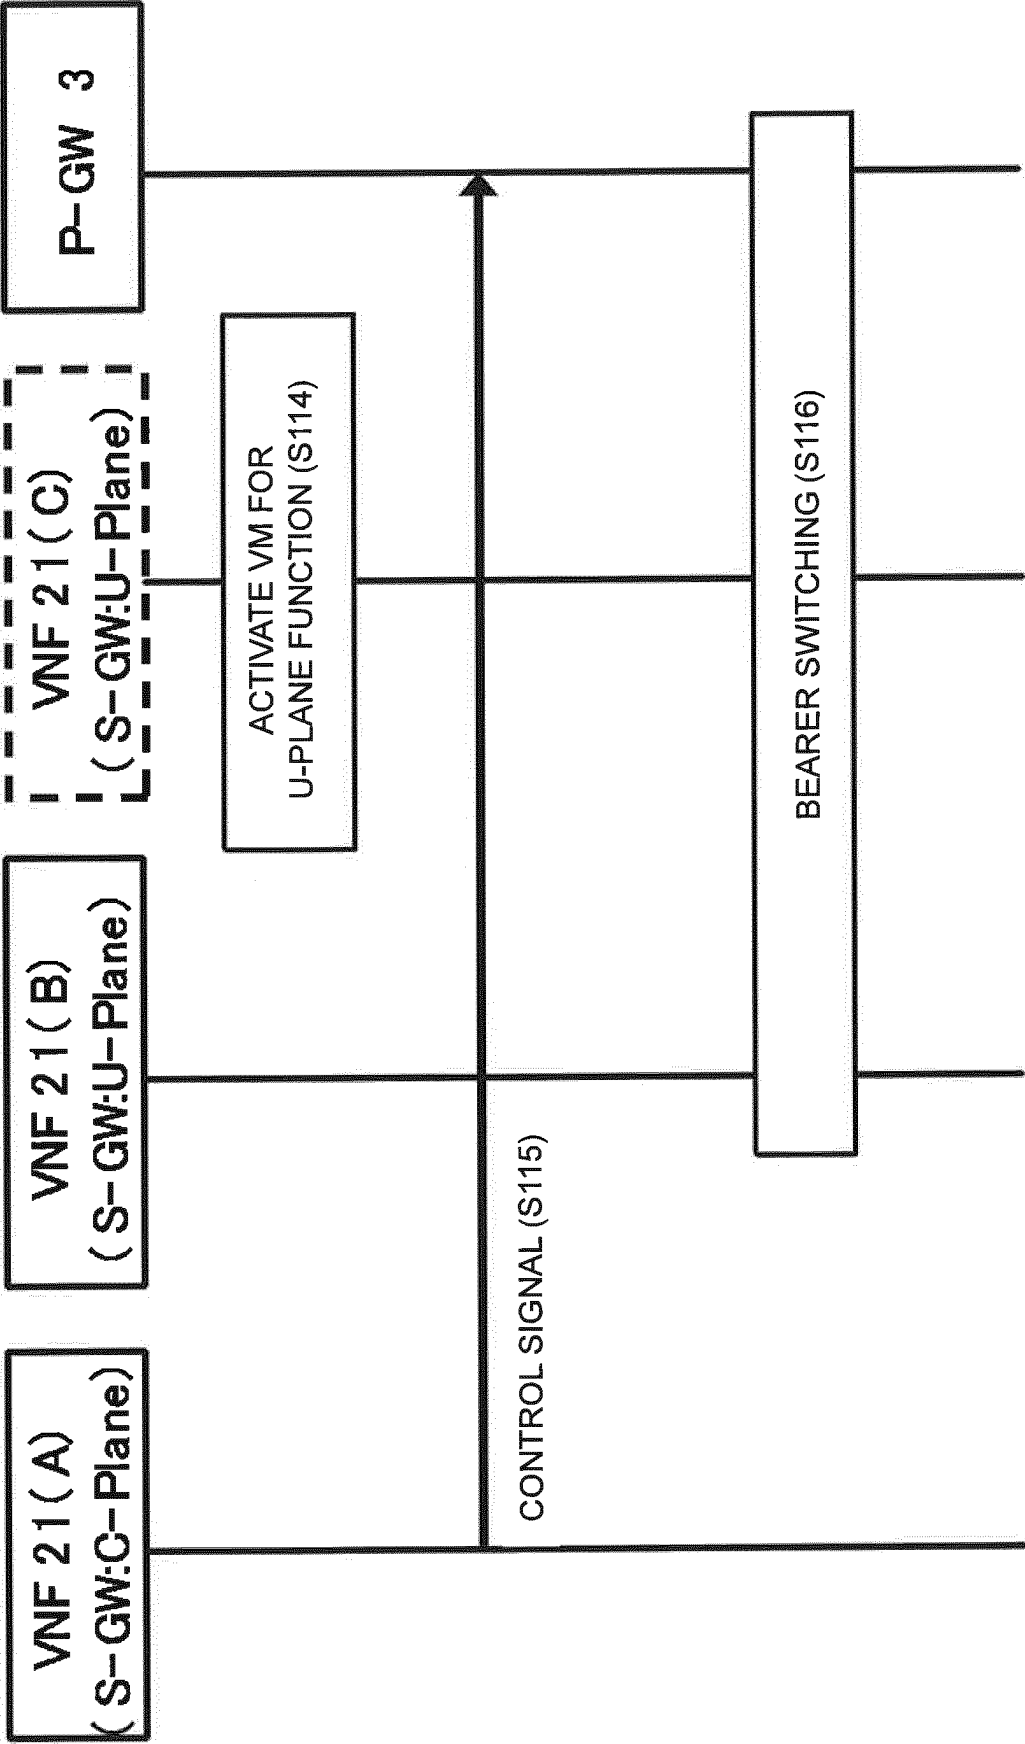 VNF 21(A)
(S-GW:C-Plane)
VNF 21(B)
(S-GW:U-Plane)
VNF 21(C)
(S-GW:U-Plane)
P-GW 3
ACTIVATE VM FOR
U-PLANE FUNCTION (S114)
CONTROL SIGNAL (S115)
BEARER SWITCHING (S116)